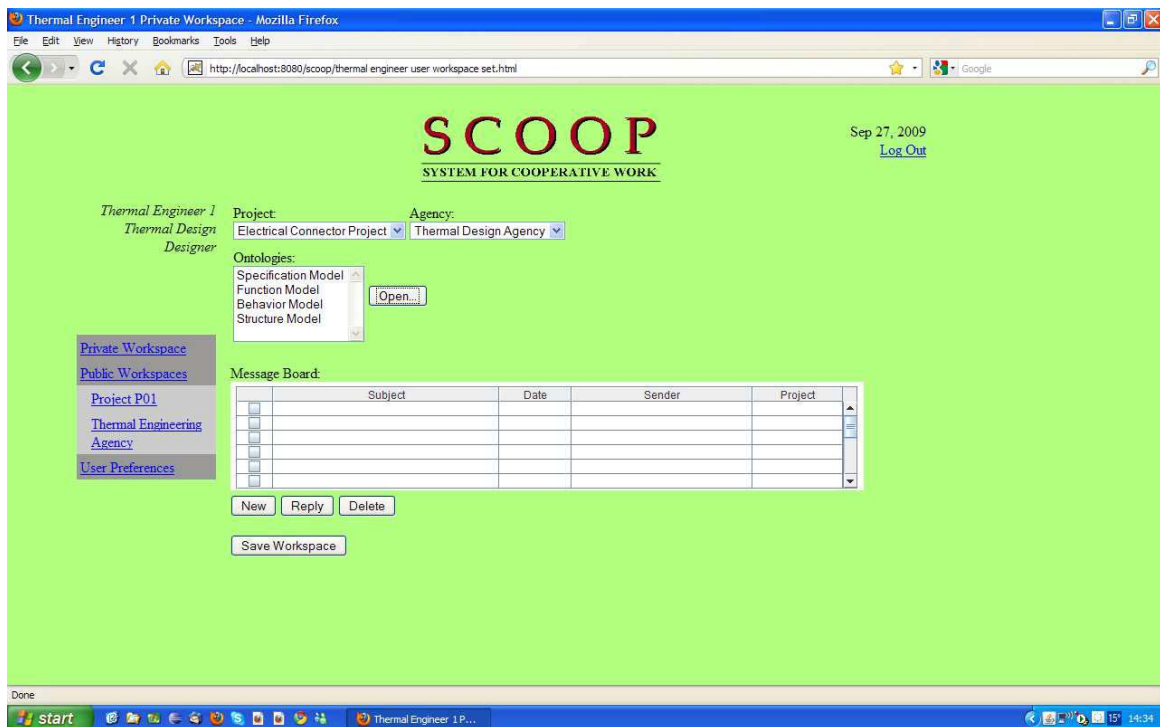 Thermal Engineer 1 Private Workspace - Mozilla Firefox
File Edit View History Bookmarks Tools Help
http://localhost:8080/scoop/thermal engineer user workspace set.html
Google
SCOOP
SYSTEM FOR COOPERATIVE WORK
Sep 27, 2009
Log Out
Thermal Engineer 1
Thermal Design
Designer
Project: Agency:
Electrical Connector Project Thermal Design Agency
Ontologies:
Specification Model
Function Model
Behavior Model
Structure Model
Open...
Private Workspace
Public Workspaces
Project P01
Thermal Engineering
Agency
User Preferences
Message Board:
Subject Date Sender Project
New Reply Delete
Save Workspace
Done
start Thermal Engineer 1 P... 15° 14:34